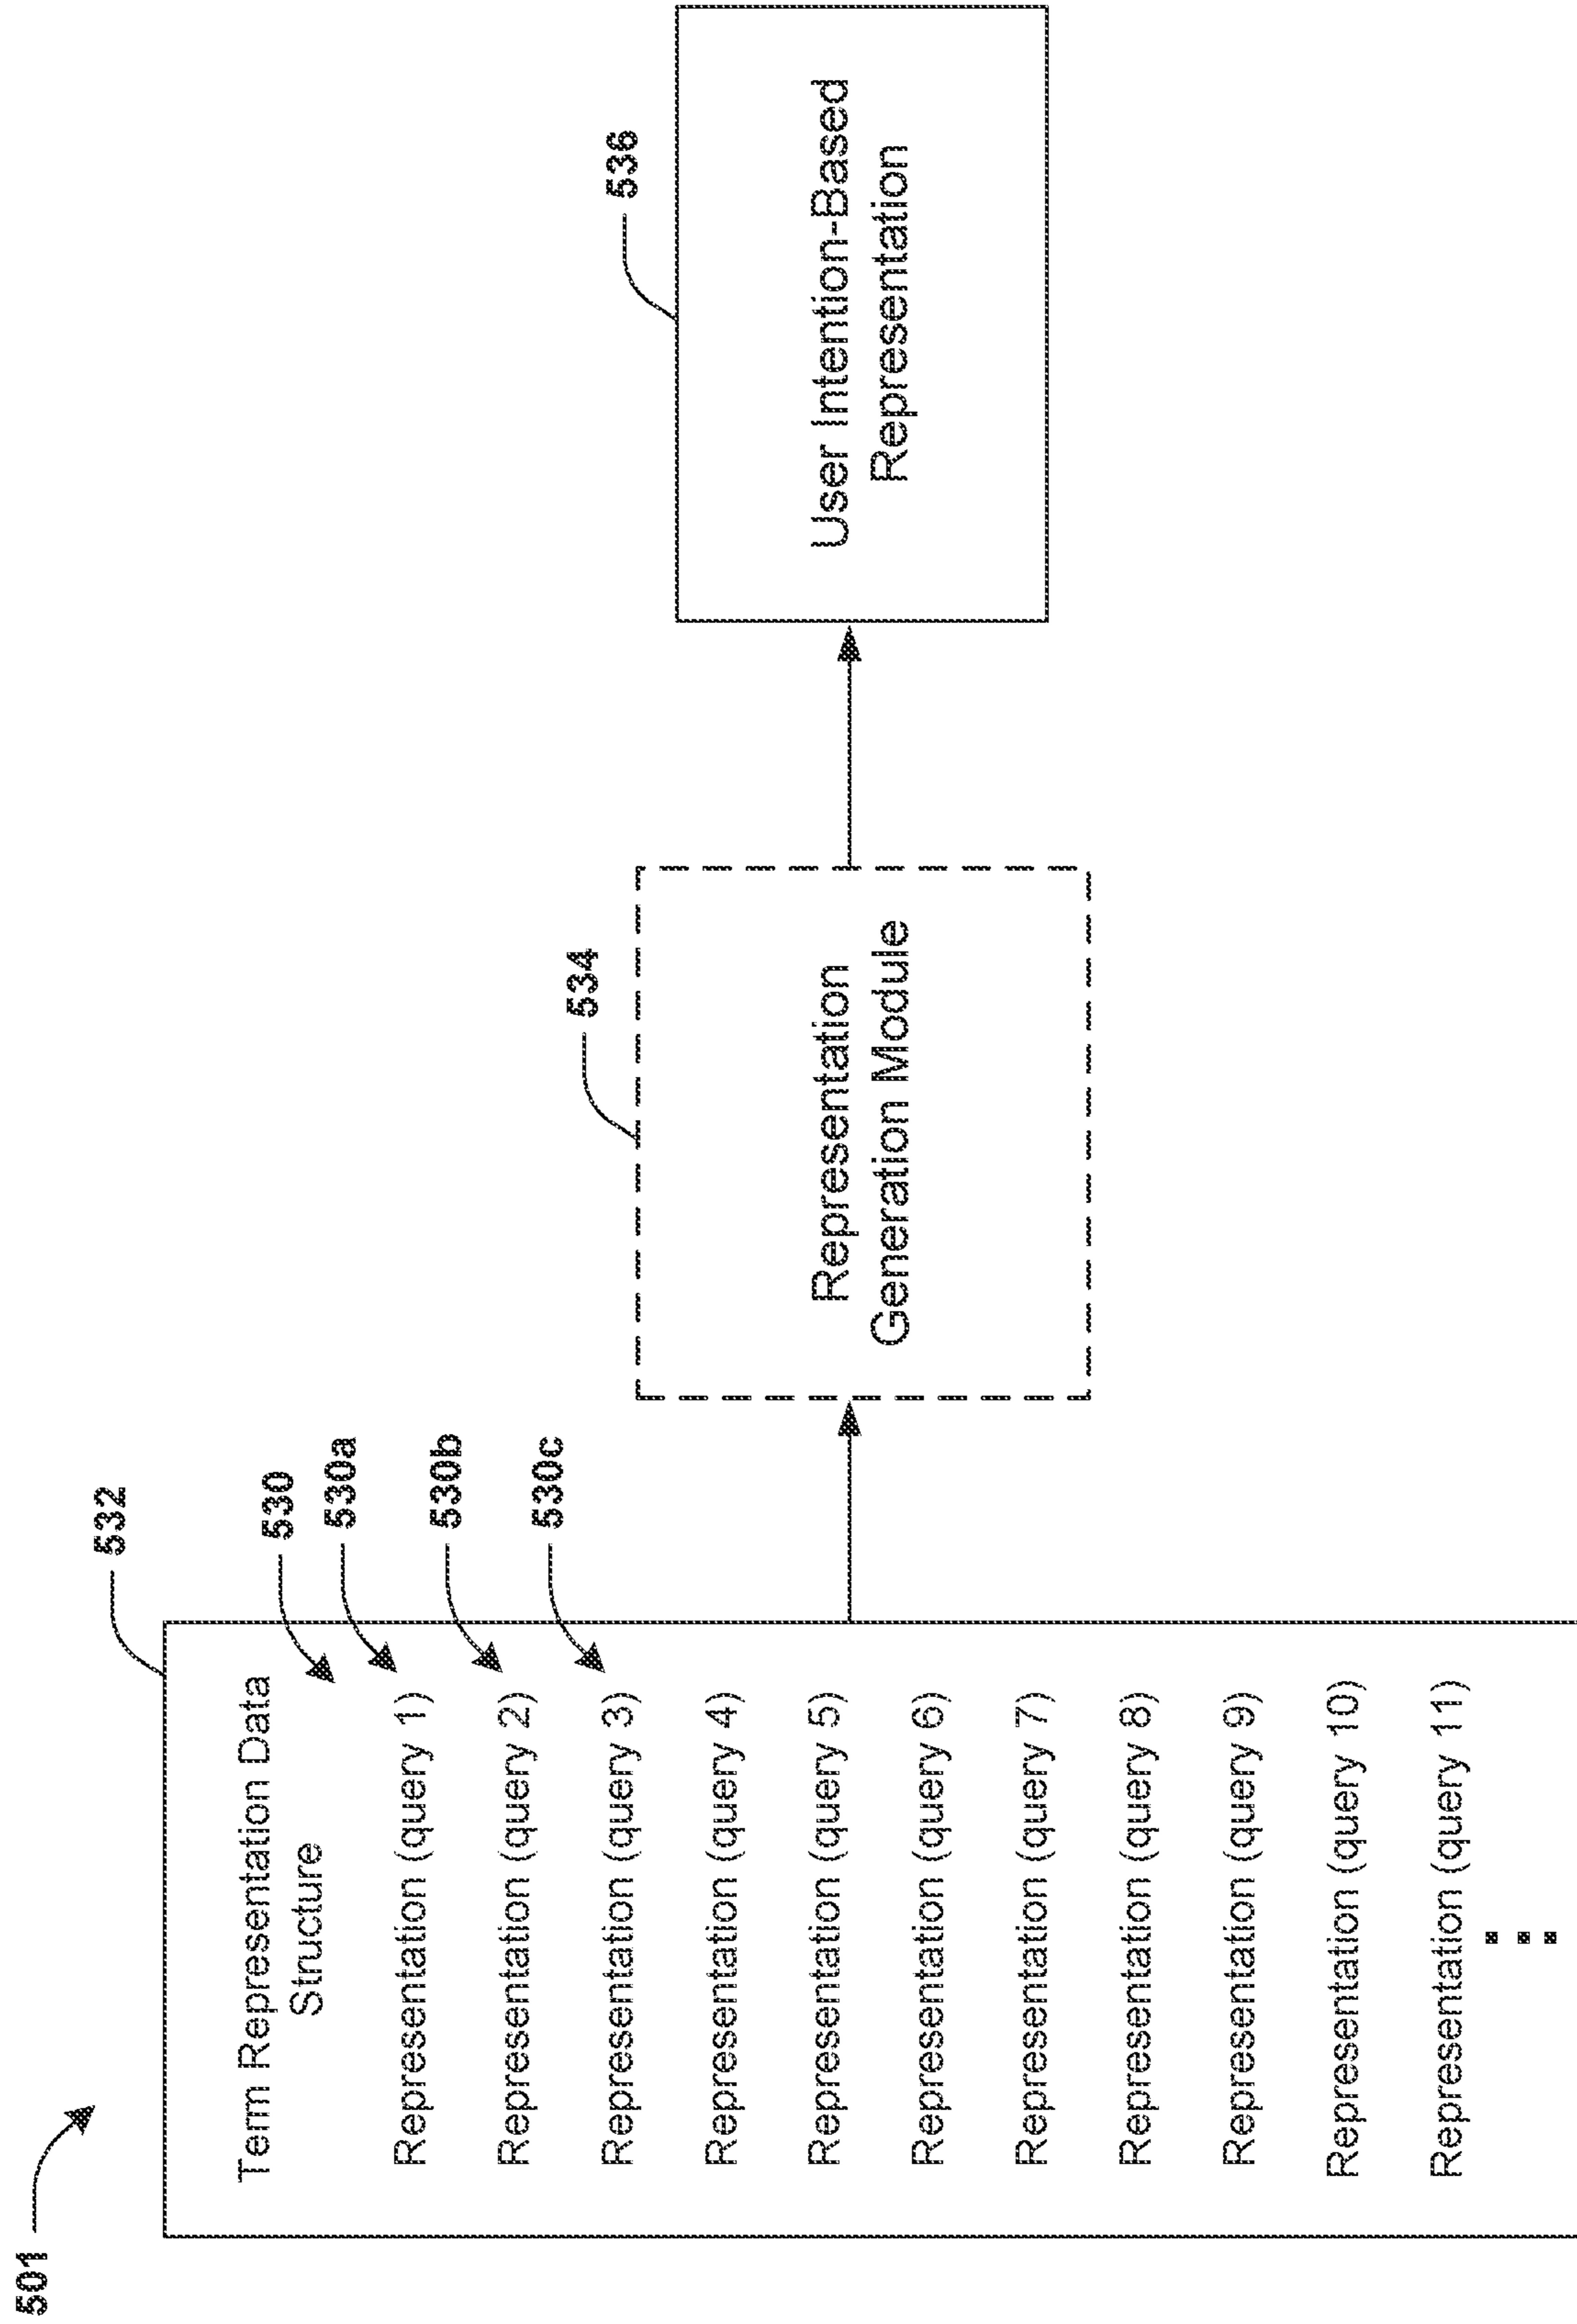 501
532
Term Representation Data
Structure
530
Representation (query 1)
530a
Representation (query 2)
530b
Representation (query 3)
530c
Representation (query 4)
Representation (query 5)
Representation (query 6)
Representation (query 7)
Representation (query 8)
Representation (query 9)
Representation (query 10)
Representation (query 11)
534
Representation
Generation Module
536
User Intention-Based
Representation